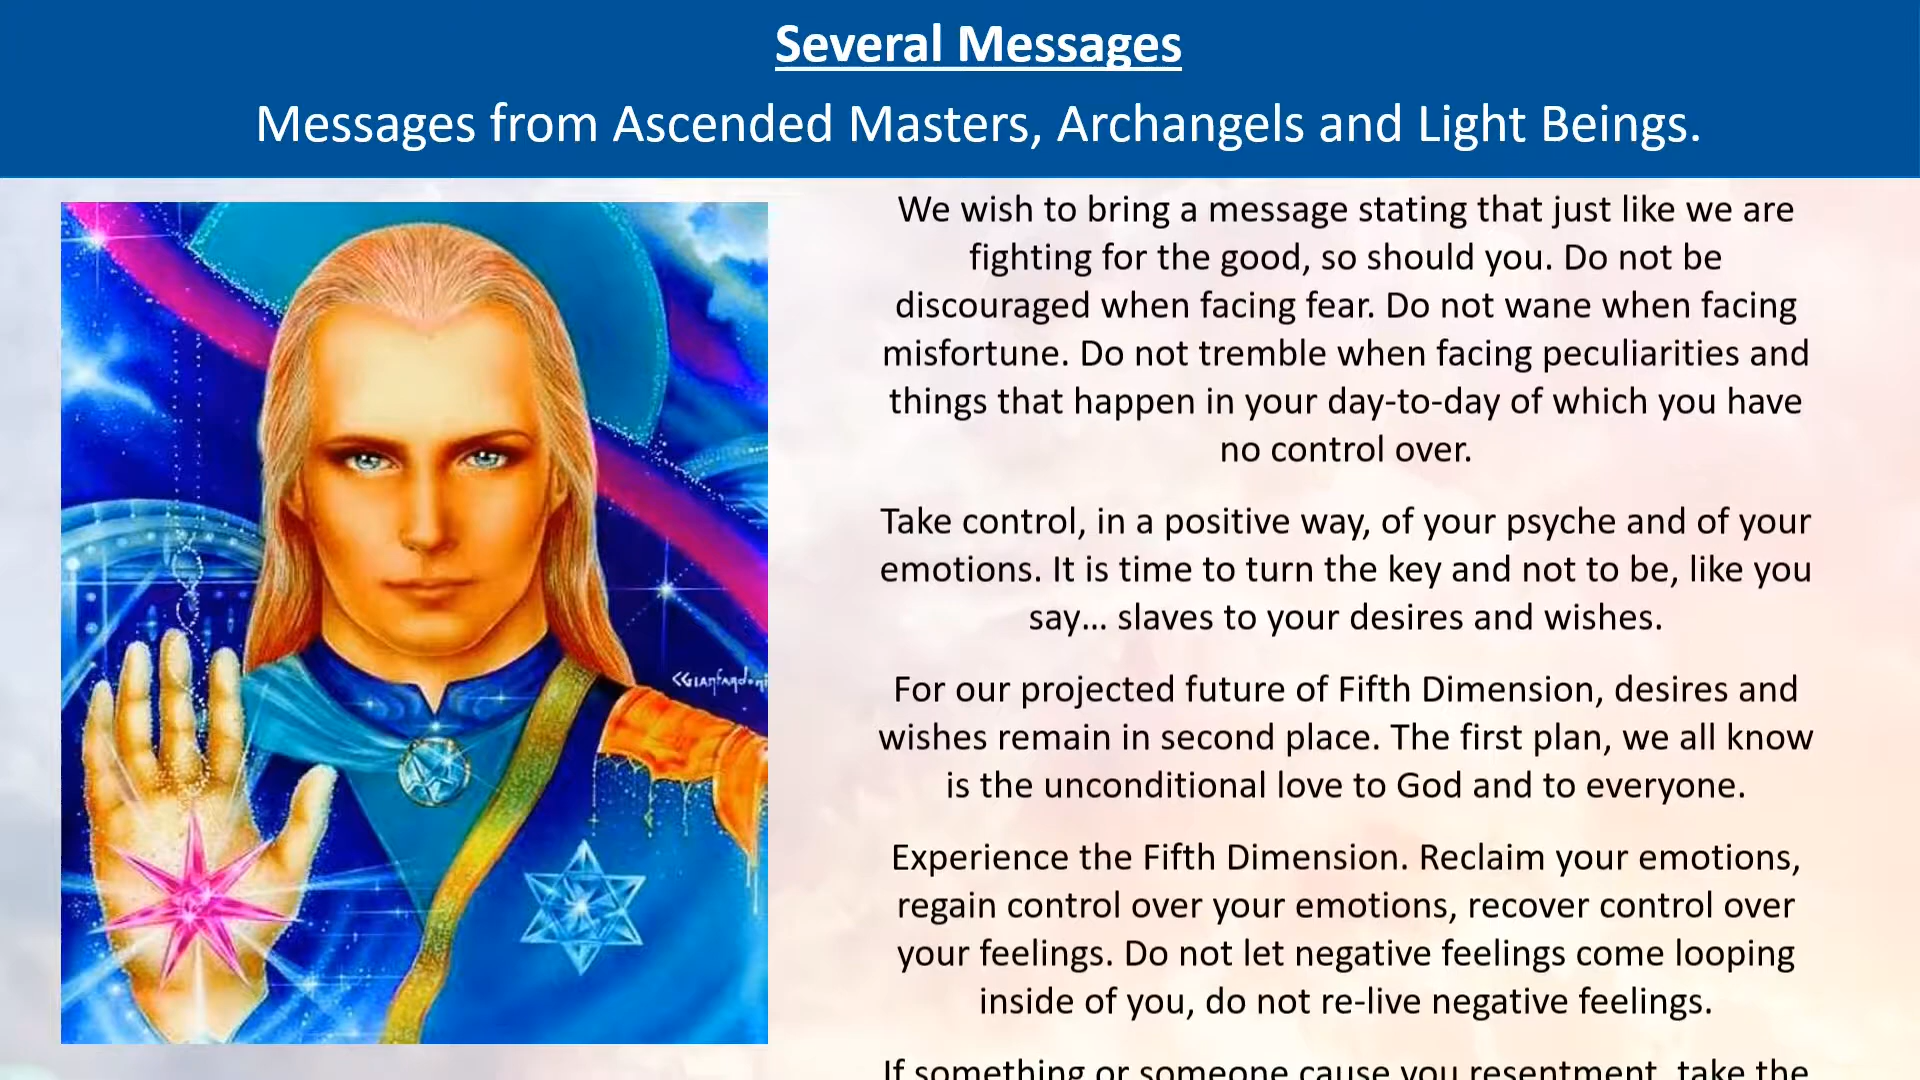 Several Messages
Messages from Ascended Masters, Archangels and Light Beings.
We wish to bring a message stating that just like we are
fighting for the good, so should you. Do not be
discouraged when facing fear. Do not wane when facing
misfortune. Do not tremble when facing peculiarities and
things that happen in your day-to-day of which you have
no control over.
Take control, in a positive way, of your psyche and of your
emotions. It is time to turn the key and not to be, like you
say... slaves to your desires and wishes.
For our projected future of Fifth Dimension, desires and
wishes remain in second place. The first plan, we all know
is the unconditional love to God and to everyone.
Experience the Fifth Dimension. Reclaim your emotions,
regain control over your emotions, recover control over
your feelings. Do not let negative feelings come looping
inside of you, do not re-live negative feelings.
If something or someone cause you resentment, take the